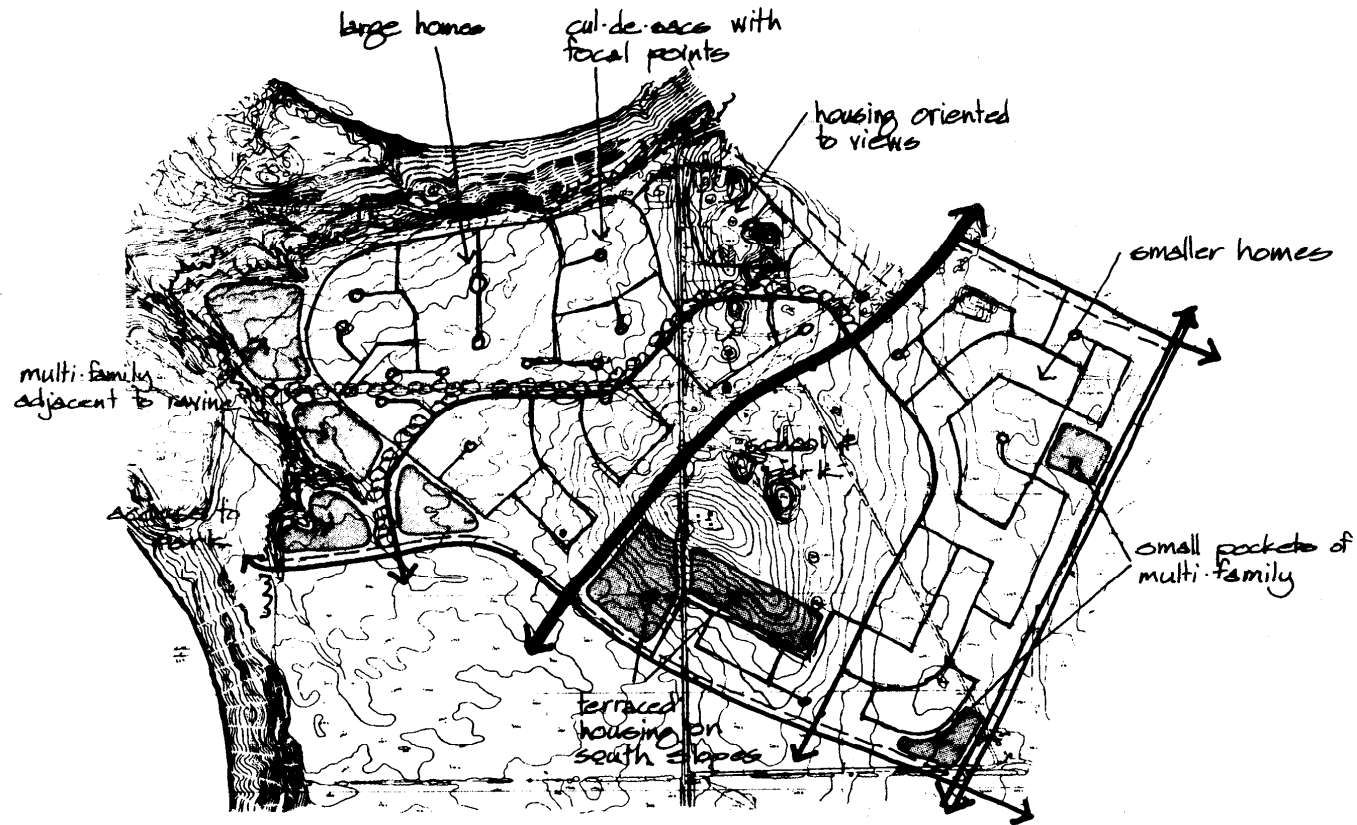 large homes
cul·de·sacs with
focal points
housing oriented
to views
smaller homes
multi·family
adjacent to ravine
school &
park
access to
park
small pockets of
multi·family
terraced
housing on
south slopes